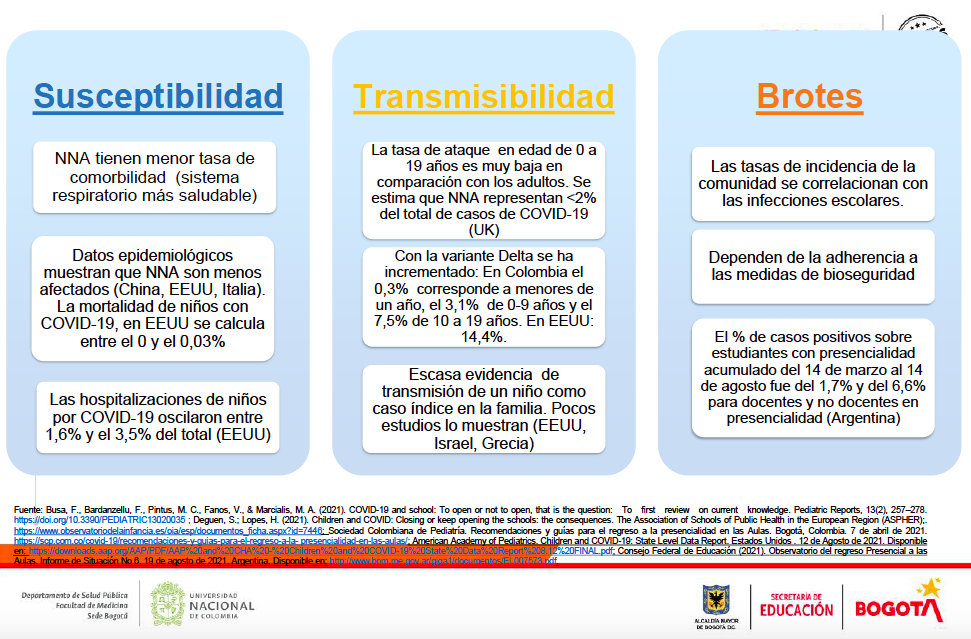 Susceptibilidad
NNA tienen menor tasa de
comorbilidad (sistema
respiratorio más saludable)
Datos epidemiológicos
muestran que NNA son menos
afectados (China, EEUU, Italia).
La mortalidad de niños con
COVID-19, en EEUU se calcula
entre el 0 y el 0,03%
Las hospitalizaciones de niños
por COVID-19 oscilaron entre
1,6% y el 3,5% del total (EEUU)
Transmisibilidad
La tasa de ataque en edad de 0 a
19 años es muy baja en
comparación con los adultos. Se
estima que NNA representan <2%
del total de casos de COVID-19
(UK)
Con la variante Delta se ha
incrementado: En Colombia el
0,3% corresponde a menores de
un año, el 3,1% de 0-9 años y el
7,5% de 10 a 19 años. En EEUU:
14,4%.
Escasa evidencia de
transmisión de un niño como
caso índice en la familia. Pocos
estudios lo muestran (EEUU,
Israel, Grecia)
Brotes
Las tasas de incidencia de la
comunidad se correlacionan con
las infecciones escolares.
Dependen de la adherencia a
las medidas de bioseguridad
El % de casos positivos sobre
estudiantes con presencialidad
acumulado del 14 de marzo al 14
de agosto fue del 1,7% y del 6,6%
para docentes y no docentes en
presencialidad (Argentina)
Fuente: Busa, F., Bardanzellu, F., Pintus, M. C., Fanos, V., & Marcialis, M. A. (2021). COVID-19 and school: To open or not to open, that is the question: To first review on current knowledge. Pediatric Reports, 13(2), 257–278.
https://doi.org/10.3390/PEDIATRIC13020035 ; Deguen, S.; Lopes, H. (2021). Children and COVID: Closing or keep opening the schools: the consequences. The Association of Schools of Public Health in the European Region (ASPHER);.
https://www.observatoriodelainfancia.es/oia/esp/documentos_ficha.aspx?id=7446; Sociedad Colombiana de Pediatría. Recomendaciones y guías para el regreso a la presencialidad en las Aulas. Bogotá, Colombia. 7 de abril de 2021.
https://scp.com.co/covid-19/recomendaciones-y-guias-para-el-regreso-a-la- presencialidad-en-las-aulas/; American Academy of Pediatrics. Children and COVID-19: State Level Data Report. Estados Unidos . 12 de Agosto de 2021. Disponible
en: https://downloads.aap.org/AAP/PDF/AAP%20and%20CHA%20-%20Children%20and%20COVID-19%20State%20Data%20Report%208.12%20FINAL.pdf; Consejo Federal de Educación (2021). Observatorio del regreso Presencial a las
Aulas. Informe de Situación No 6. 19 de agosto de 2021. Argentina. Disponible en:
Departamento de Salud Pública
Facultad de Medicina
Sede Bogotá
UNIVERSIDAD
NACIONAL
DE COLOMBIA
ALCALDÍA MAYOR
DE BOGOTÁ D.C.
SECRETARÍA DE
EDUCACIÓN
BOGOTÁ